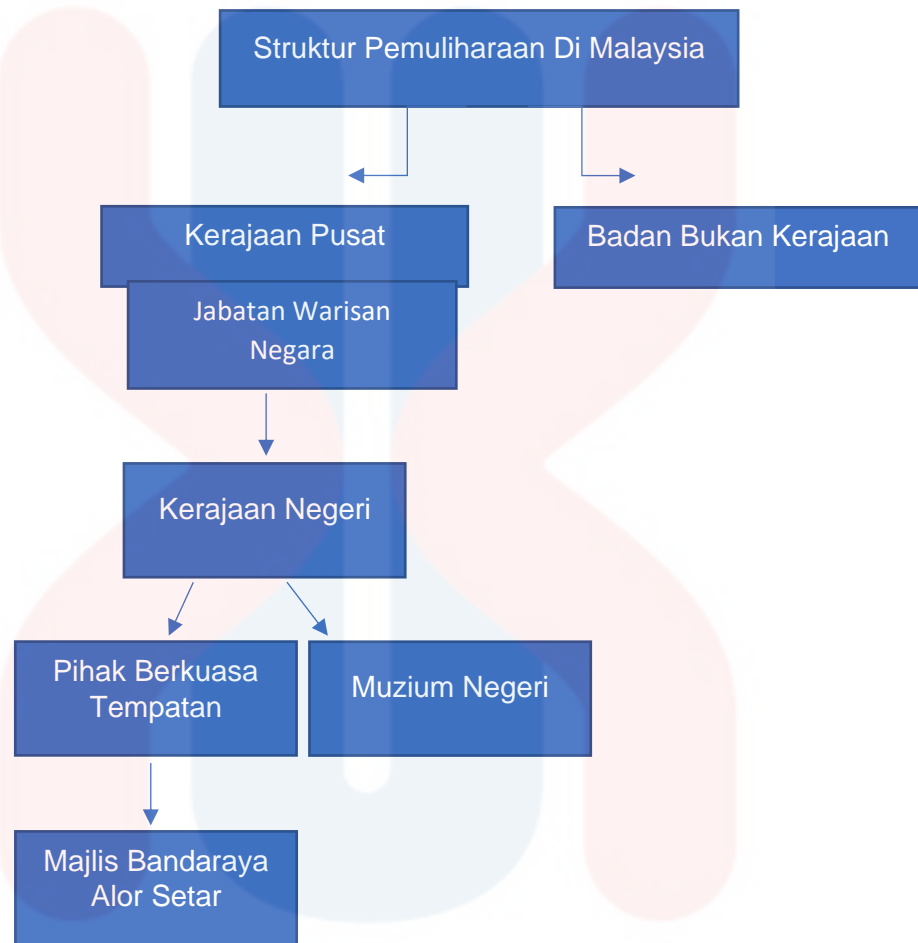 Struktur Pemuliharaan Di Malaysia
Kerajaan Pusat
Badan Bukan Kerajaan
Jabatan Warisan
Negara
Kerajaan Negeri
Pihak Berkuasa
Tempatan
Muzium Negeri
Majlis Bandaraya
Alor Setar